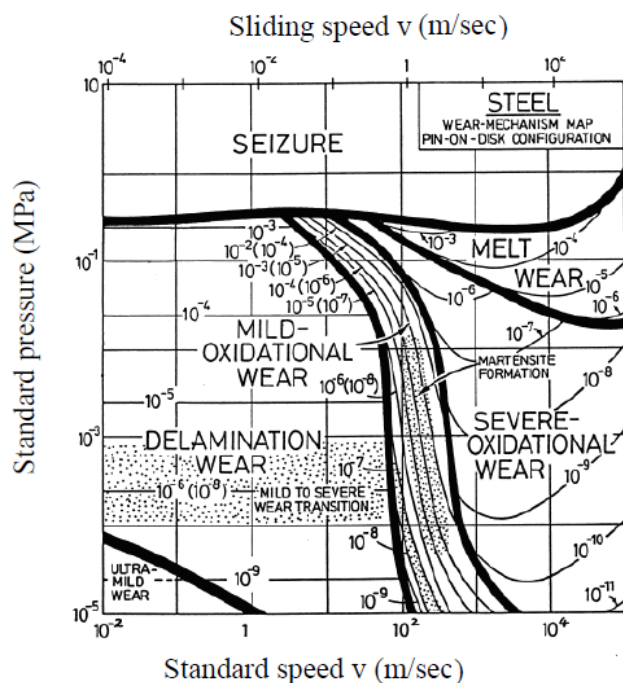 Sliding speed v (m/sec)
10⁻⁴ 10⁻² 1 10² 10⁴
STEEL
WEAR-MECHANISM MAP
PIN-ON-DISK CONFIGURATION
SEIZURE
Standard pressure (MPa)
10
10⁻¹
10⁻³
10⁻⁵
10⁻³
10⁻²(10⁻⁴)
10⁻³(10⁻⁵)
10⁻⁴(10⁻⁶)
10⁻⁵(10⁻⁷)
10⁻³
MELT
WEAR
10⁻⁴
10⁻⁵
10⁻⁶
10⁻⁶
10⁻⁷
10⁻⁴
MILD-
OXIDATIONAL
WEAR
MARTENSITE
FORMATION
10⁻⁸
10⁻⁶(10⁻⁸)
10⁻⁵
SEVERE-
OXIDATIONAL
WEAR
DELAMINATION
WEAR
10⁻⁷
10⁻⁹
10⁻⁶(10⁻⁸)
MILD TO SEVERE
WEAR TRANSITION
10⁻⁸
10⁻¹⁰
ULTRA-
MILD
WEAR
10⁻⁹
10⁻⁹
10⁻¹¹
10⁻² 1 10² 10⁴
Standard speed v (m/sec)